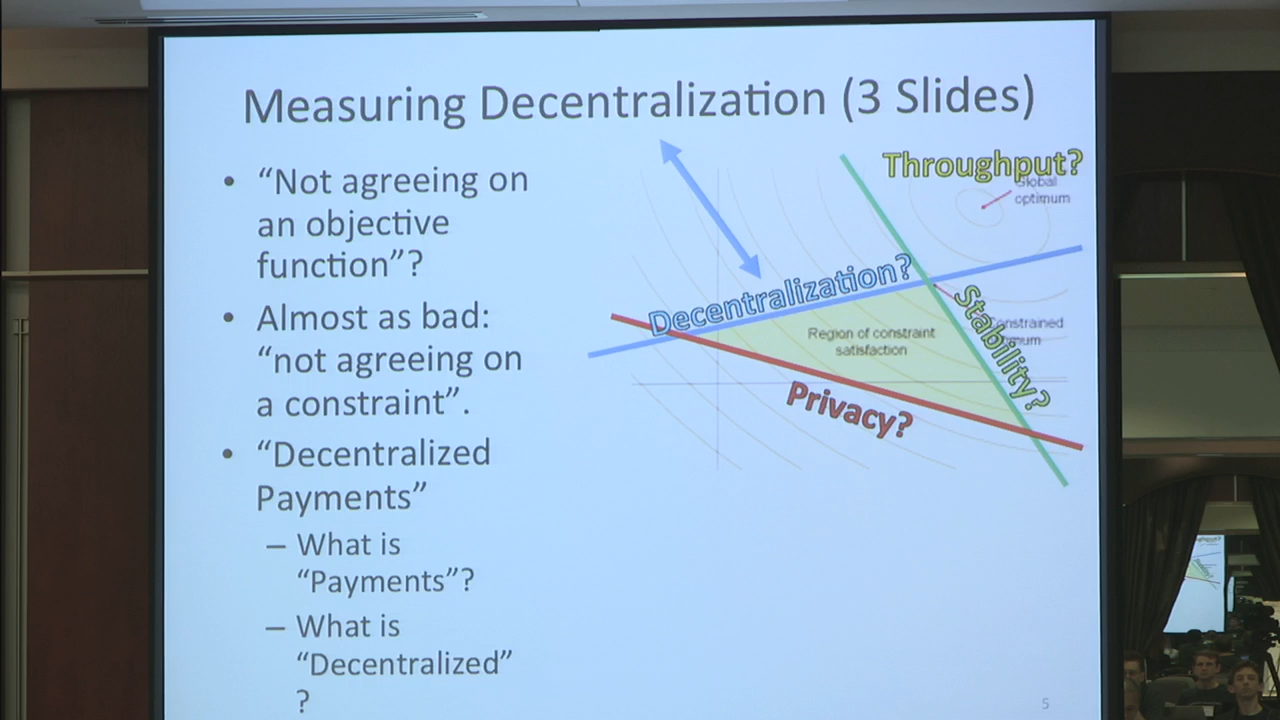 Measuring Decentralization (3 Slides)
• “Not agreeing on
an objective
function”?
• Almost as bad:
“not agreeing on
a constraint”.
• “Decentralized
Payments”
– What is
“Payments”?
– What is
“Decentralized”
?
Throughput?
Global
optimum
Decentralization?
Stability?
Region of constraint
satisfaction
Privacy?
5